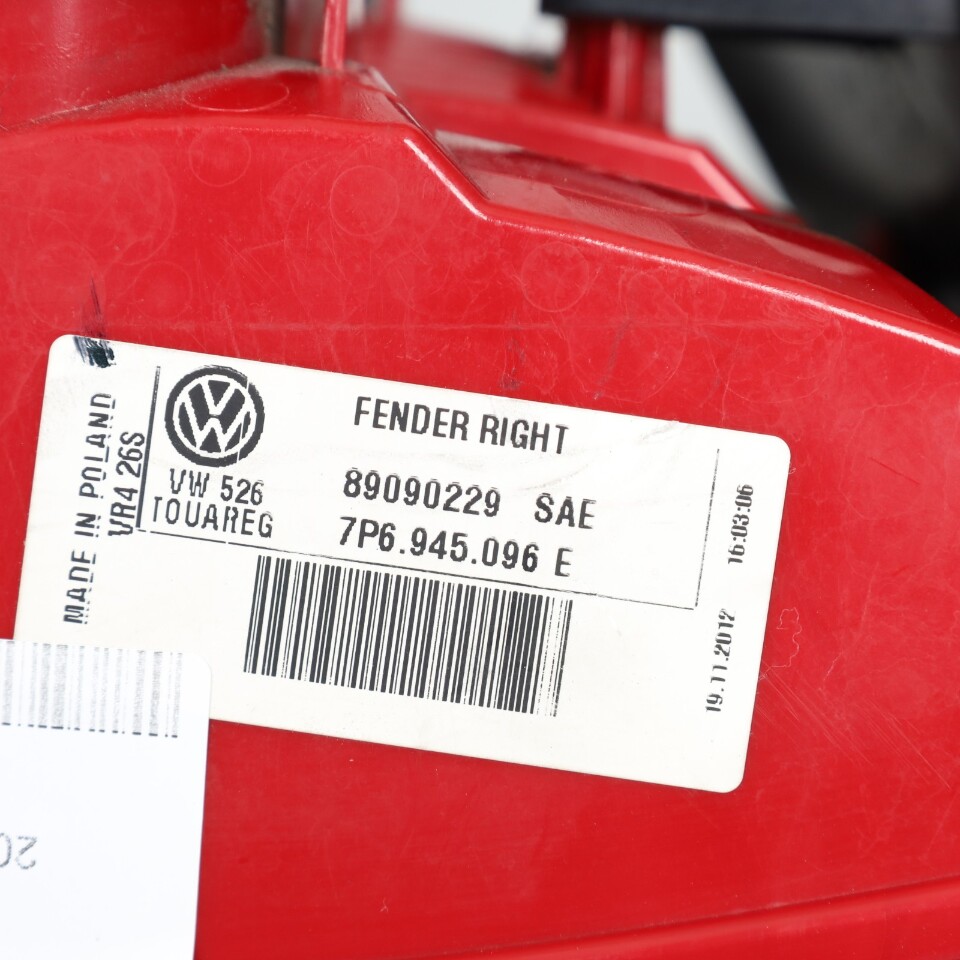 FENDER RIGHT
VW 526
TOUAREG
89090229 SAE
7P6.945.096 E
MADE IN POLAND
VR4 26S
19.11.2012 16:03:06
20